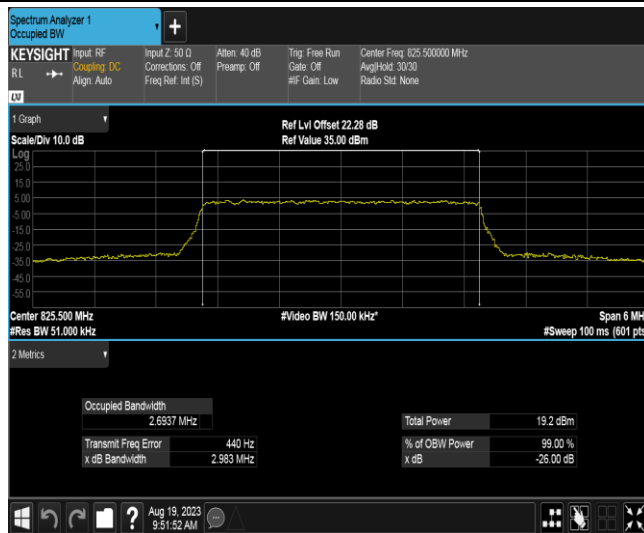 Spectrum Analyzer 1
Occupied BW
KEYSIGHT
RL
Input: RF
Coupling: DC
Align: Auto
Input Z: 50 Ω
Corrections: Off
Freq Ref: Int (S)
Atten: 40 dB
Preamp: Off
Trig: Free Run
Gate: Off
#IF Gain: Low
Center Freq: 825.500000 MHz
Avg|Hold: 30/30
Radio Std: None
1 Graph
Scale/Div 10.0 dB
Ref Lvl Offset 22.28 dB
Ref Value 35.00 dBm
Log
25.0
15.0
5.00
-5.00
-15.0
-25.0
-35.0
-45.0
-55.0
Center 825.500 MHz
#Video BW 150.00 kHz*
Span 6 MH
#Res BW 51.000 kHz
#Sweep 100 ms (601 pts
2 Metrics
Occupied Bandwidth
2.6937 MHz
Total Power 19.2 dBm
Transmit Freq Error 440 Hz
% of OBW Power 99.00 %
x dB Bandwidth 2.983 MHz
x dB -26.00 dB
Aug 19, 2023
9:51:52 AM